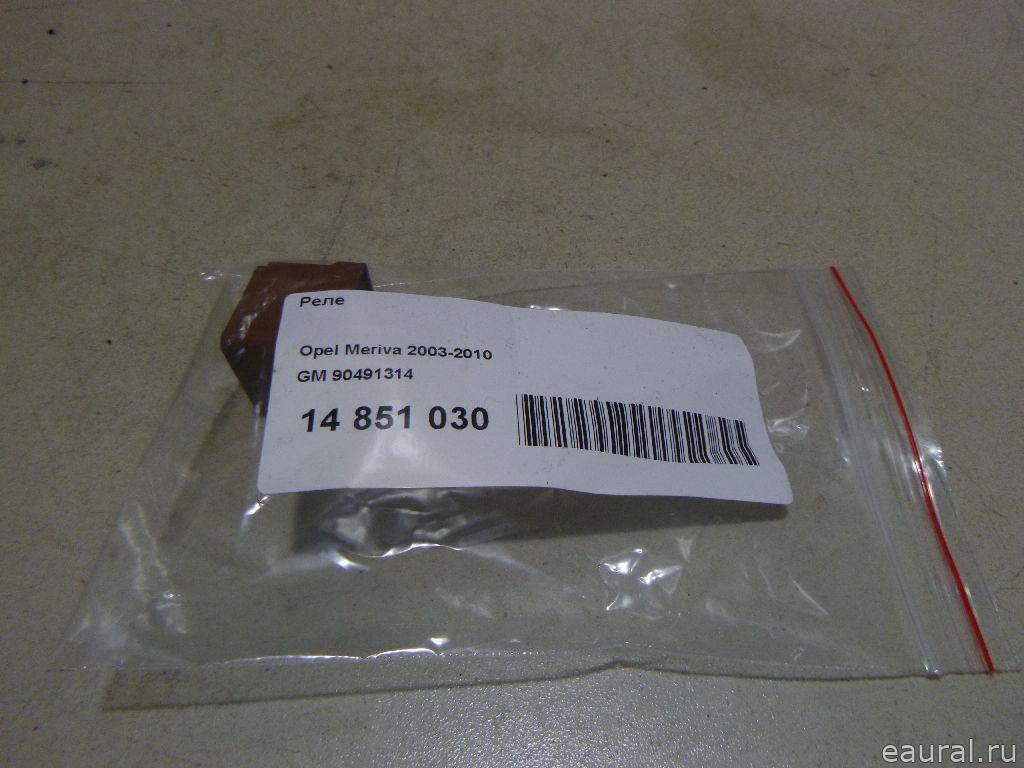 Реле
Opel Meriva 2003-2010
GM 90491314
14 851 030
eaural.ru